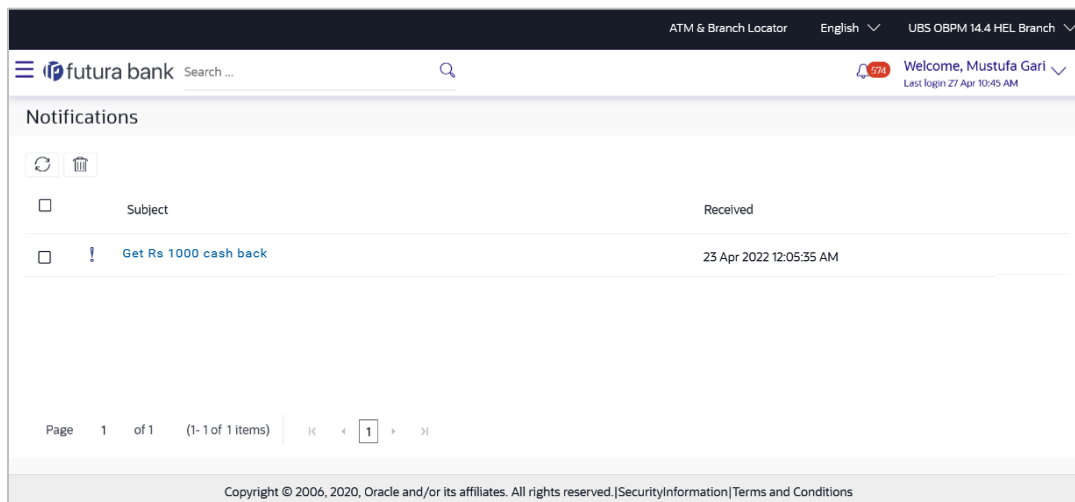 ATM & Branch Locator English UBS OBPM 14.4 HEL Branch
futura bank Search ... 574 Welcome, Mustufa Gari
Last login 27 Apr 10:45 AM
Notifications
Subject Received
! Get Rs 1000 cash back 23 Apr 2022 12:05:35 AM
Page 1 of 1 (1-1 of 1 items) 1
Copyright © 2006, 2020, Oracle and/or its affiliates. All rights reserved.|SecurityInformation|Terms and Conditions